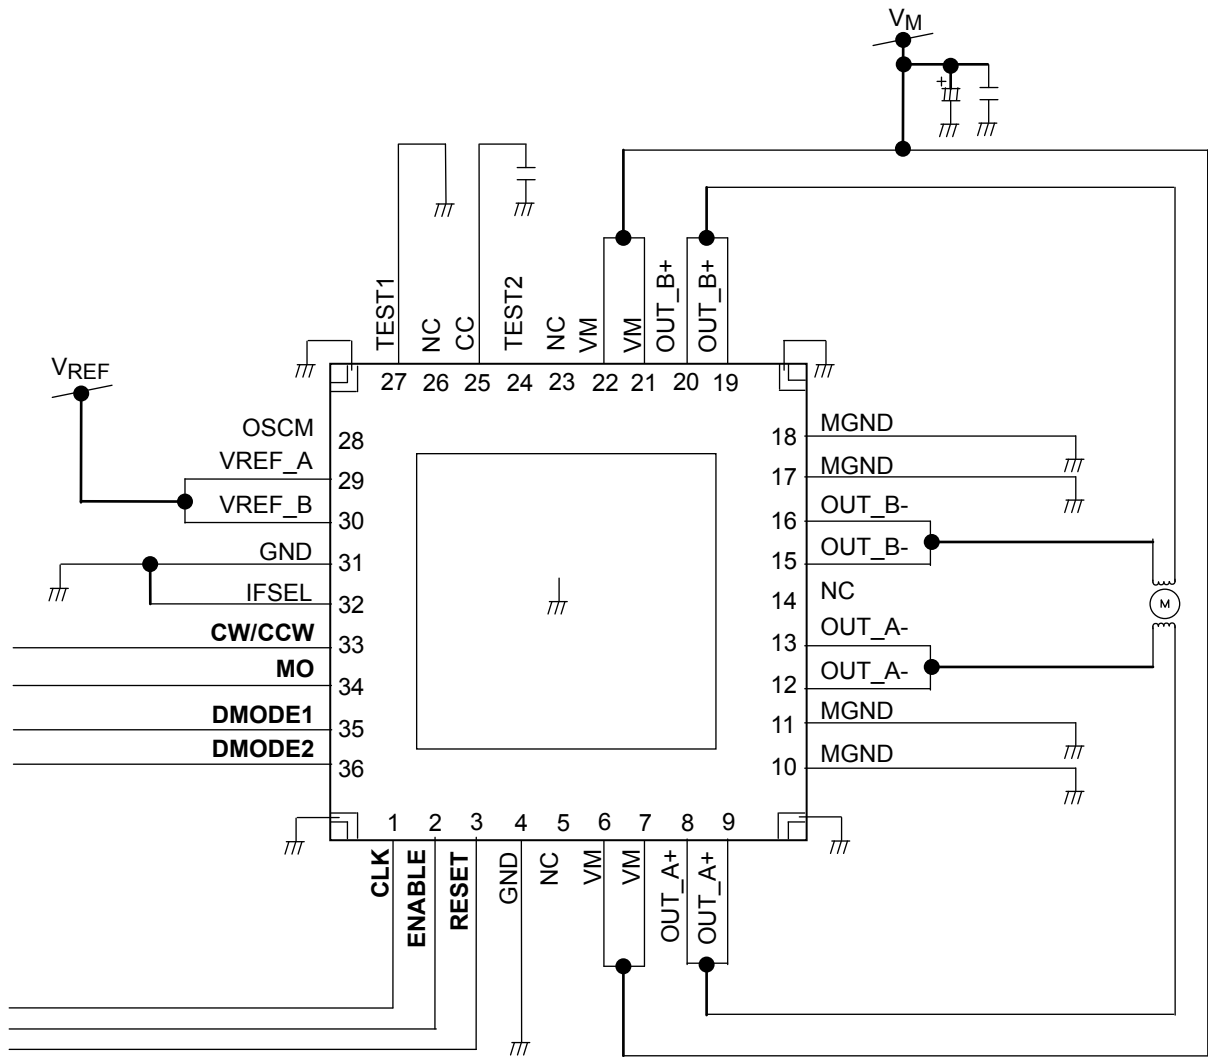 VM
+
TEST1
NC
CC
TEST2
NC
VM
VM
OUT_B+
OUT_B+
27
26
25
24
23
22
21
20
19
VREF
OSCM
28
VREF_A
29
VREF_B
30
GND
31
IFSEL
32
CW/CCW
33
MO
34
DMODE1
35
DMODE2
36
18
MGND
17
MGND
16
OUT_B-
15
OUT_B-
14
NC
13
OUT_A-
12
OUT_A-
11
MGND
10
MGND
M
1
2
3
4
5
6
7
8
9
CLK
ENABLE
RESET
GND
NC
VM
VM
OUT_A+
OUT_A+